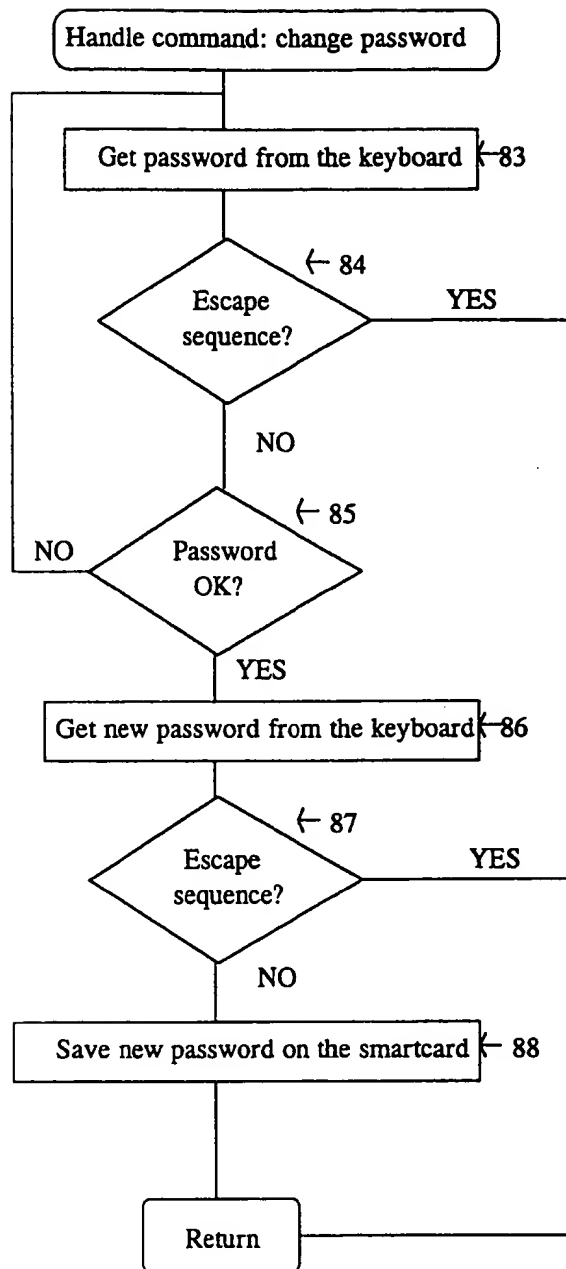 Handle command: change password
Get password from the keyboard ← 83
← 84
Escape
sequence?
YES
NO
← 85
NO
Password
OK?
YES
Get new password from the keyboard ← 86
← 87
Escape
sequence?
YES
NO
Save new password on the smartcard ← 88
Return